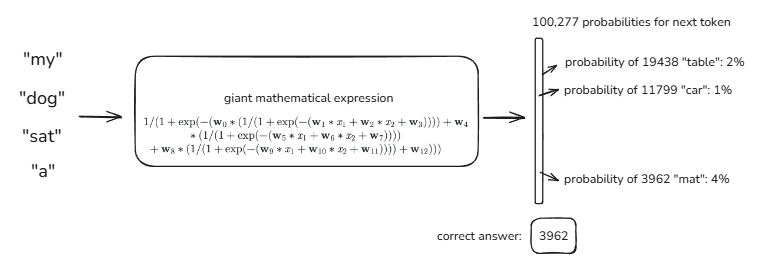 100,277 probabilities for next token
"my"
"dog"
"sat"
"a"
giant mathematical expression
1/(1 + exp(−(w₀ ∗ (1/(1 + exp(−(w₁ ∗ x₁ + w₂ ∗ x₂ + w₃)))) + w₄
∗ (1/(1 + exp(−(w₅ ∗ x₁ + w₆ ∗ x₂ + w₇))))
+ w₈ ∗ (1/(1 + exp(−(w₉ ∗ x₁ + w₁₀ ∗ x₂ + w₁₁)))) + w₁₂)))
probability of 19438 "table": 2%
probability of 11799 "car": 1%
probability of 3962 "mat": 4%
correct answer:
3962